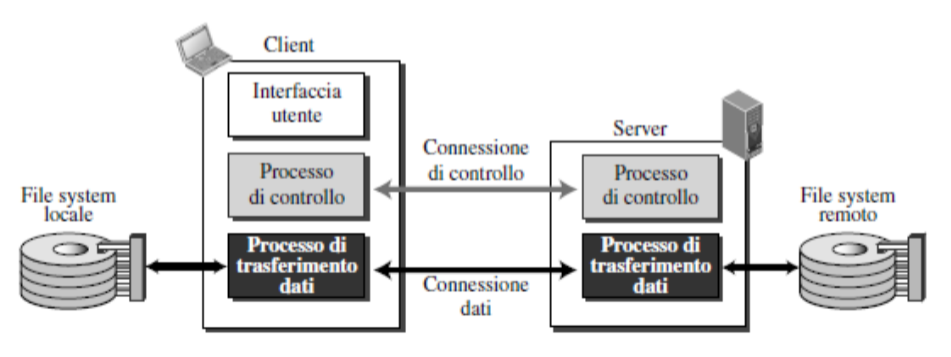 Client
Interfaccia
utente
Server
Connessione
di controllo
Processo
di controllo
Processo
di controllo
File system
locale
File system
remoto
Processo di
trasferimento
dati
Processo di
trasferimento
dati
Connessione
dati